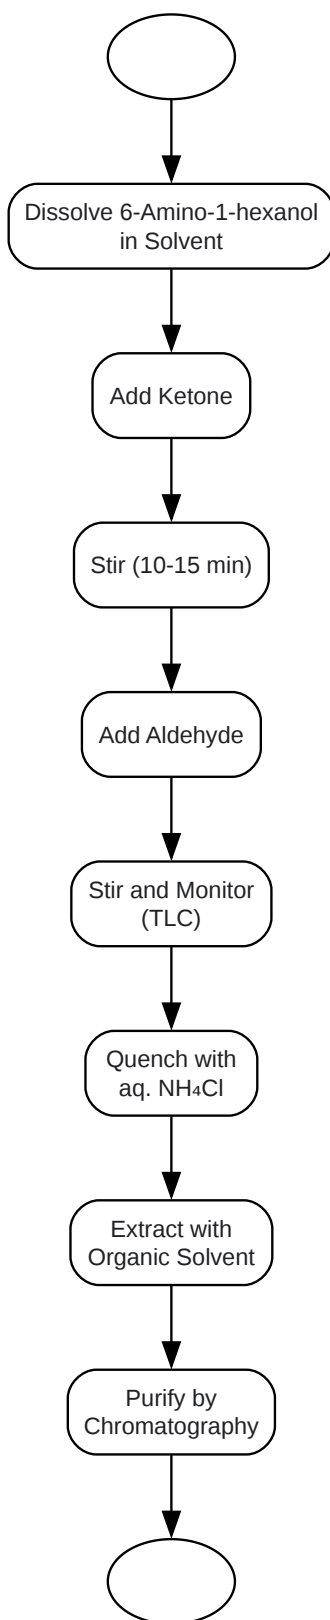 Dissolve 6-Amino-1-hexanol
in Solvent
Add Ketone
Stir (10-15 min)
Add Aldehyde
Stir and Monitor
(TLC)
Quench with
aq. NH₄Cl
Extract with
Organic Solvent
Purify by
Chromatography